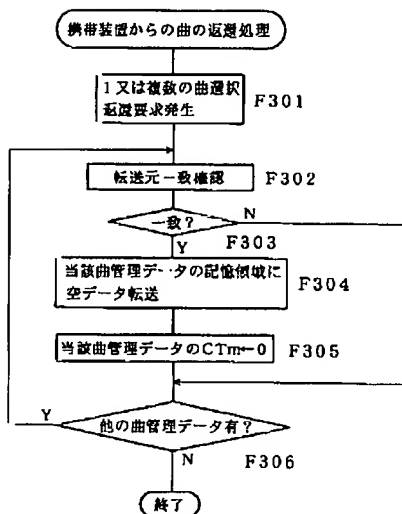 携帯装置からの曲の返還処理
1又は複数の曲選択
返還要求発生
F301
転送元一致確認
F302
一致?
N
Y
F303
当該曲管理データの記憶領域に
空データ転送
F304
当該曲管理データのCTm←0
F305
Y
他の曲管理データ有?
N
F306
終了